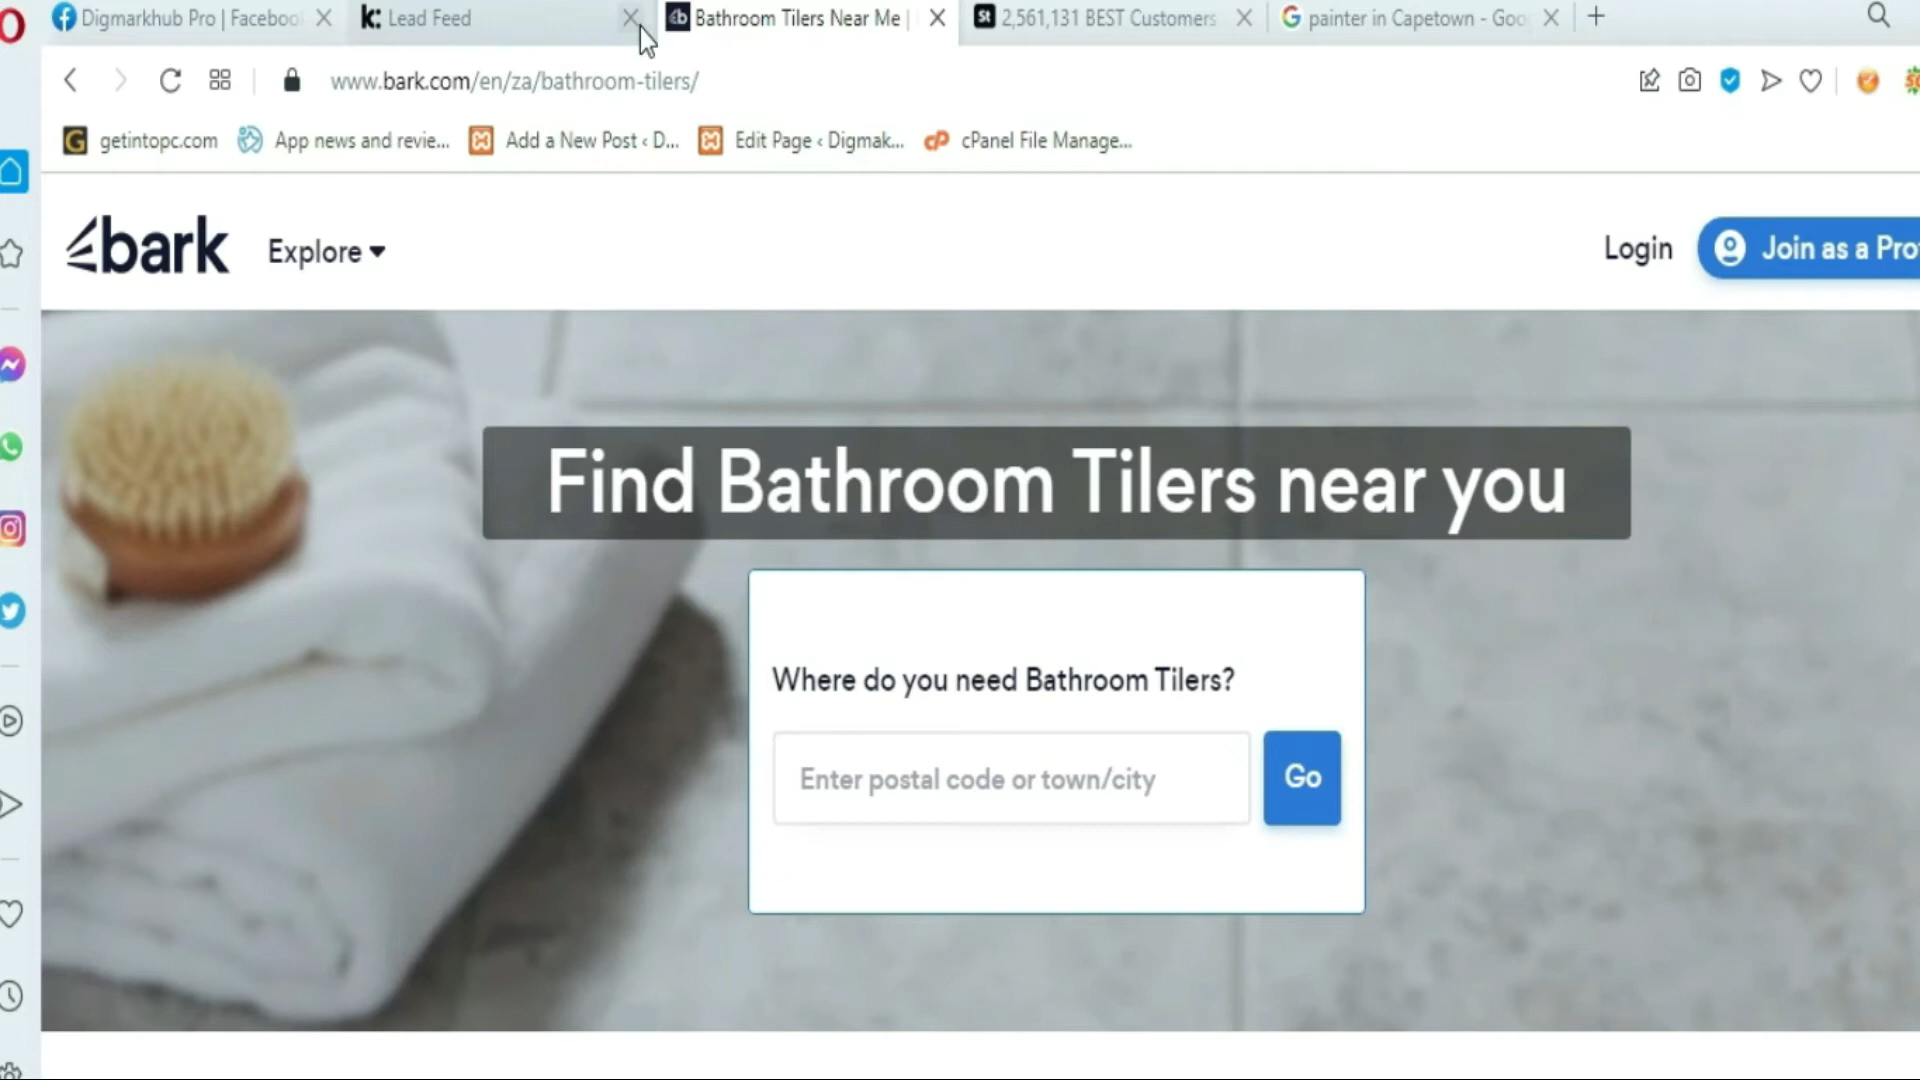 Digmarkhub Pro | Facebook
k: Lead Feed
Bathroom Tilers Near Me |
St 2,561,131 BEST Customers
painter in Capetown - Goo
www.bark.com/en/za/bathroom-tilers/
getintopc.com
App news and revie...
Add a New Post ‹ D...
Edit Page ‹ Digmak...
cP cPanel File Manage...
bark
Explore
Login
Join as a Pro
Find Bathroom Tilers near you
Where do you need Bathroom Tilers?
Enter postal code or town/city
Go